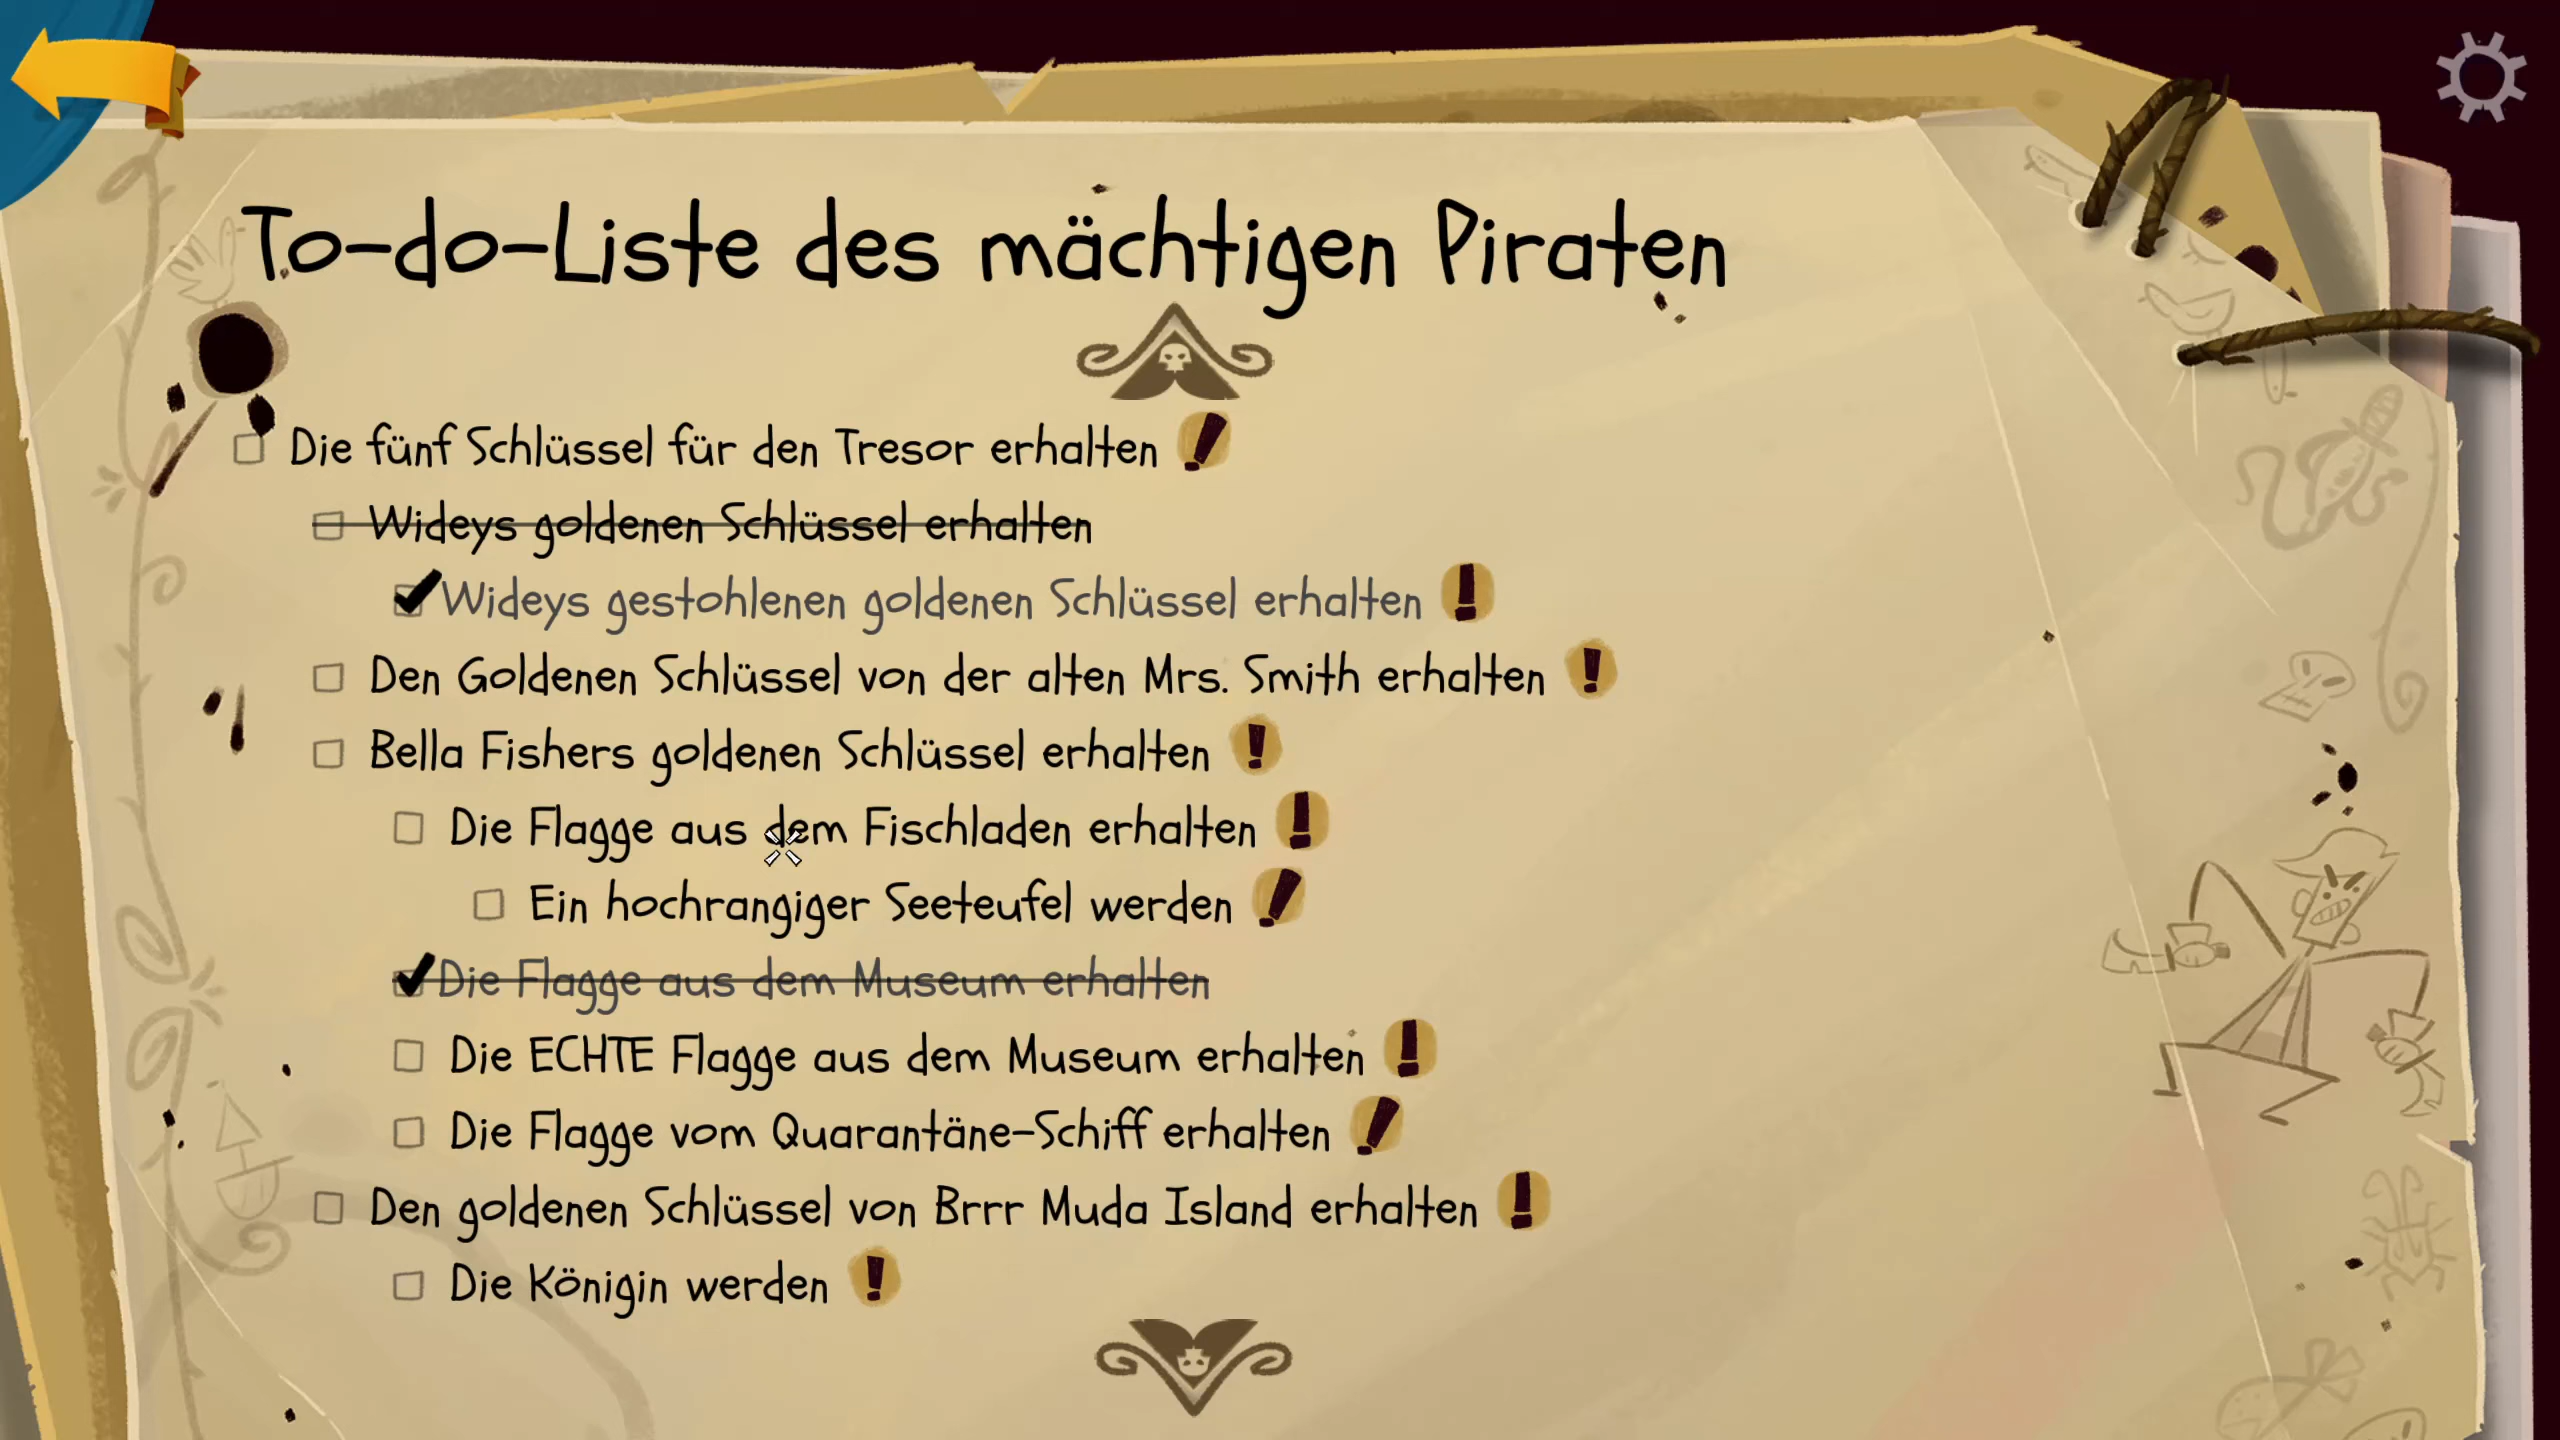 To-do-Liste des mächtigen Piraten
Die fünf Schlüssel für den Tresor erhalten !
Wideys goldenen Schlüssel erhalten
Wideys gestohlenen goldenen Schlüssel erhalten !
Den Goldenen Schlüssel von der alten Mrs. Smith erhalten !
Bella Fishers goldenen Schlüssel erhalten !
Die Flagge aus dem Fischladen erhalten !
Ein hochrangiger Seeteufel werden !
Die Flagge aus dem Museum erhalten
Die ECHTE Flagge aus dem Museum erhalten !
Die Flagge vom Quarantäne-Schiff erhalten !
Den goldenen Schlüssel von Brrr Muda Island erhalten !
Die Königin werden !